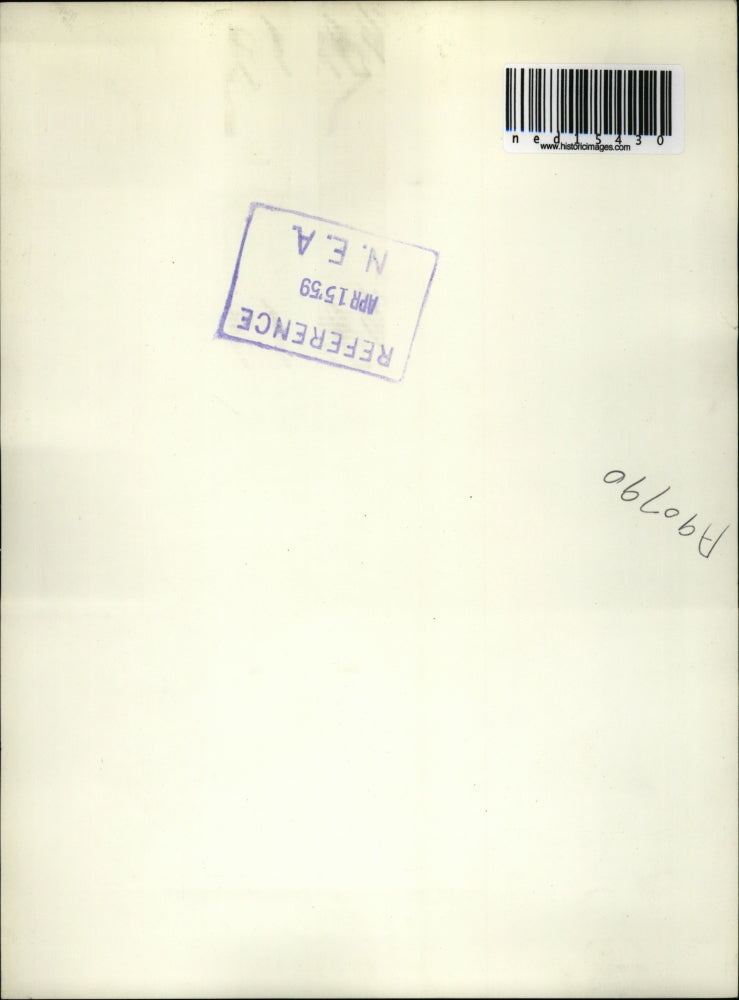 ned15430
www.historicimages.com
REFERENCE
APR 15 '59
N. E. A.
A90790